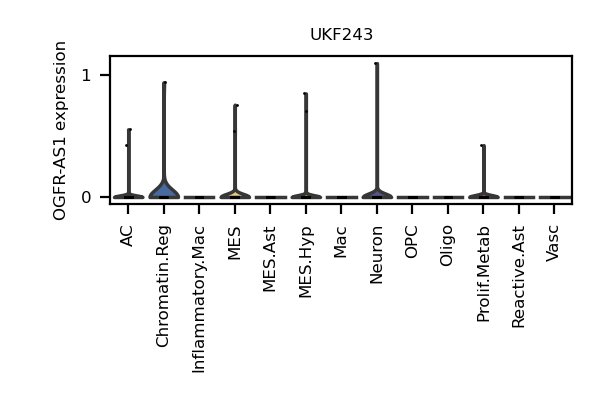 UKF243
OGFR-AS1 expression
1
0
AC
Chromatin.Reg
Inflammatory.Mac
MES
MES.Ast
MES.Hyp
Mac
Neuron
OPC
Oligo
Prolif.Metab
Reactive.Ast
Vasc